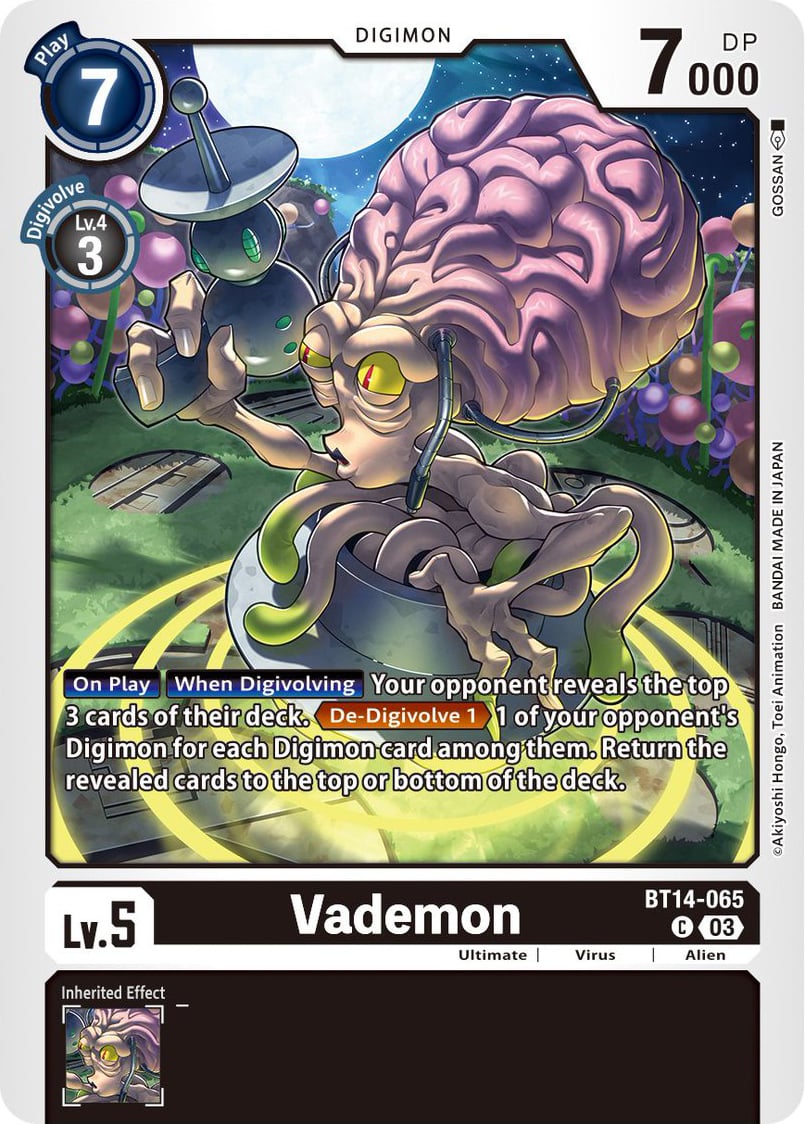 DIGIMON
Play
7
7000
DP
Digivolve
Lv.4
3
GOSSAN
BANDAI MADE IN JAPAN
©Akiyoshi Hongo, Toei Animation
On Play When Digivolving Your opponent reveals the top
3 cards of their deck. De-Digivolve 1 1 of your opponent's
Digimon for each Digimon card among them. Return the
revealed cards to the top or bottom of the deck.
Lv.5
Vademon
BT14-065
C 03
Ultimate | Virus | Alien
Inherited Effect –